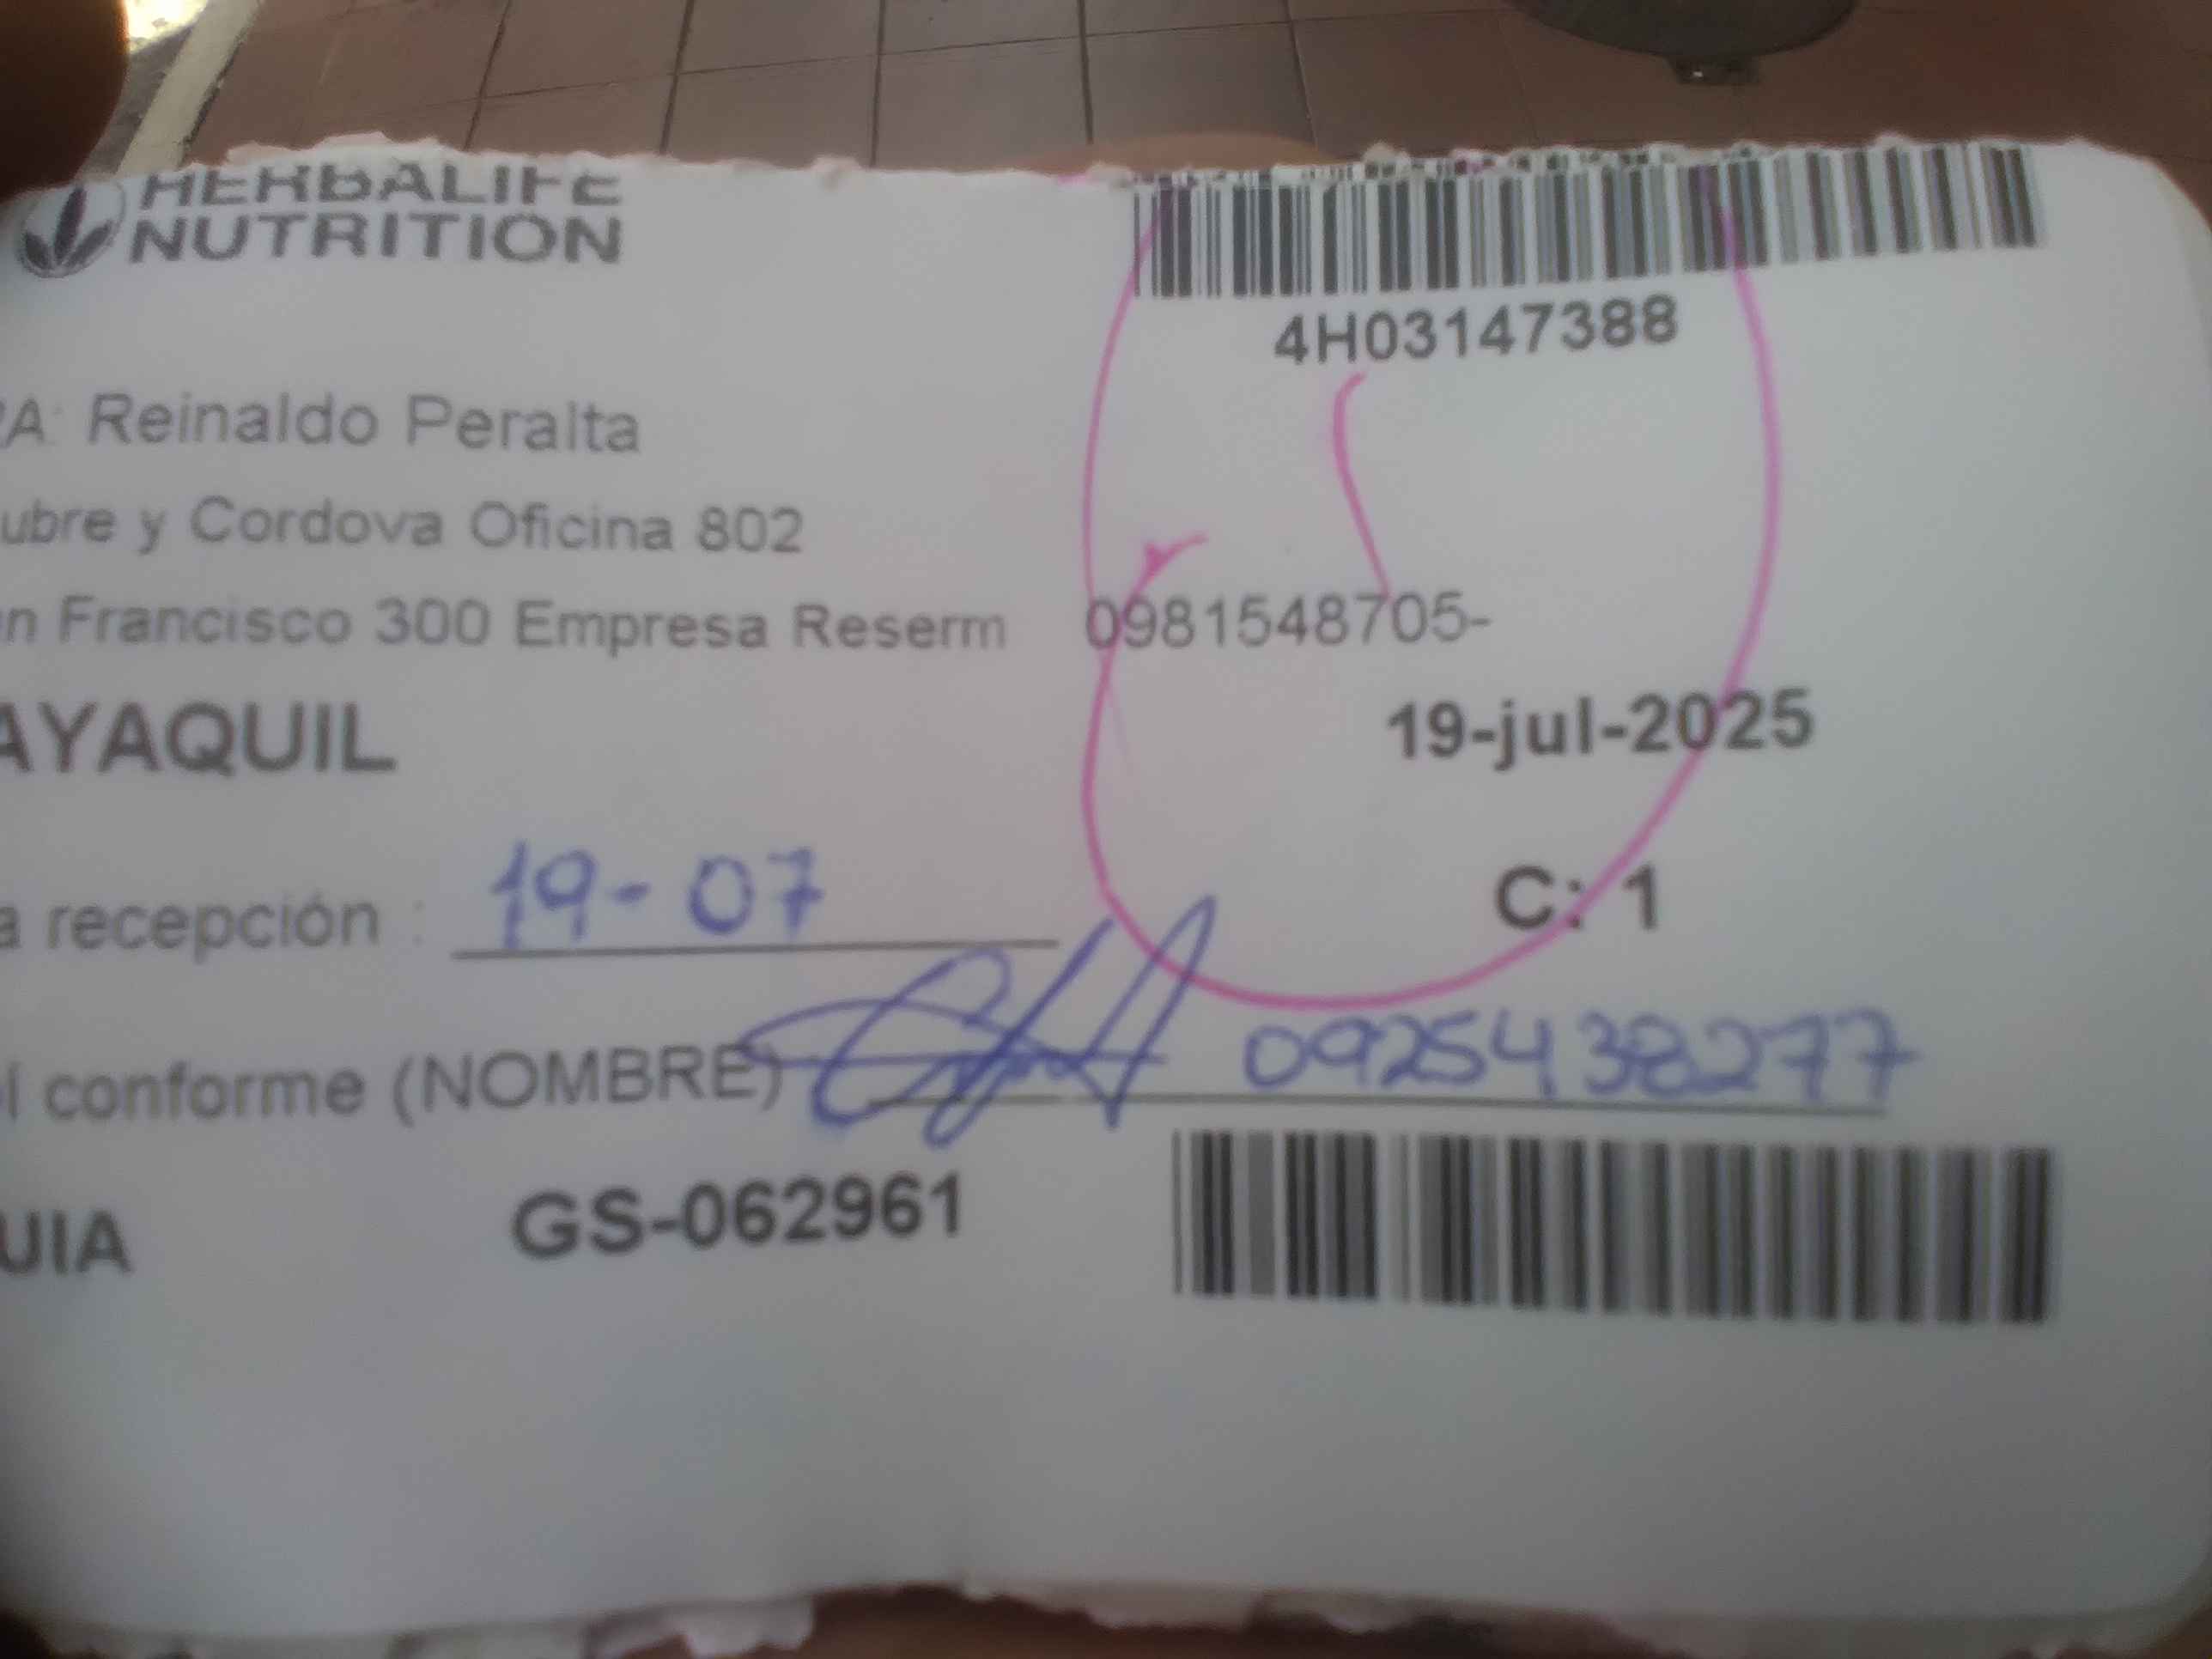 HERBALIFE
NUTRITION
4H03147388
RA: Reinaldo Peralta
ubre y Cordova Oficina 802
n Francisco 300 Empresa Reserm 0981548705-
AYAQUIL 19-jul-2025
a recepción : 19-07 C: 1
í conforme (NOMBRE) 0925438277
UIA GS-062961